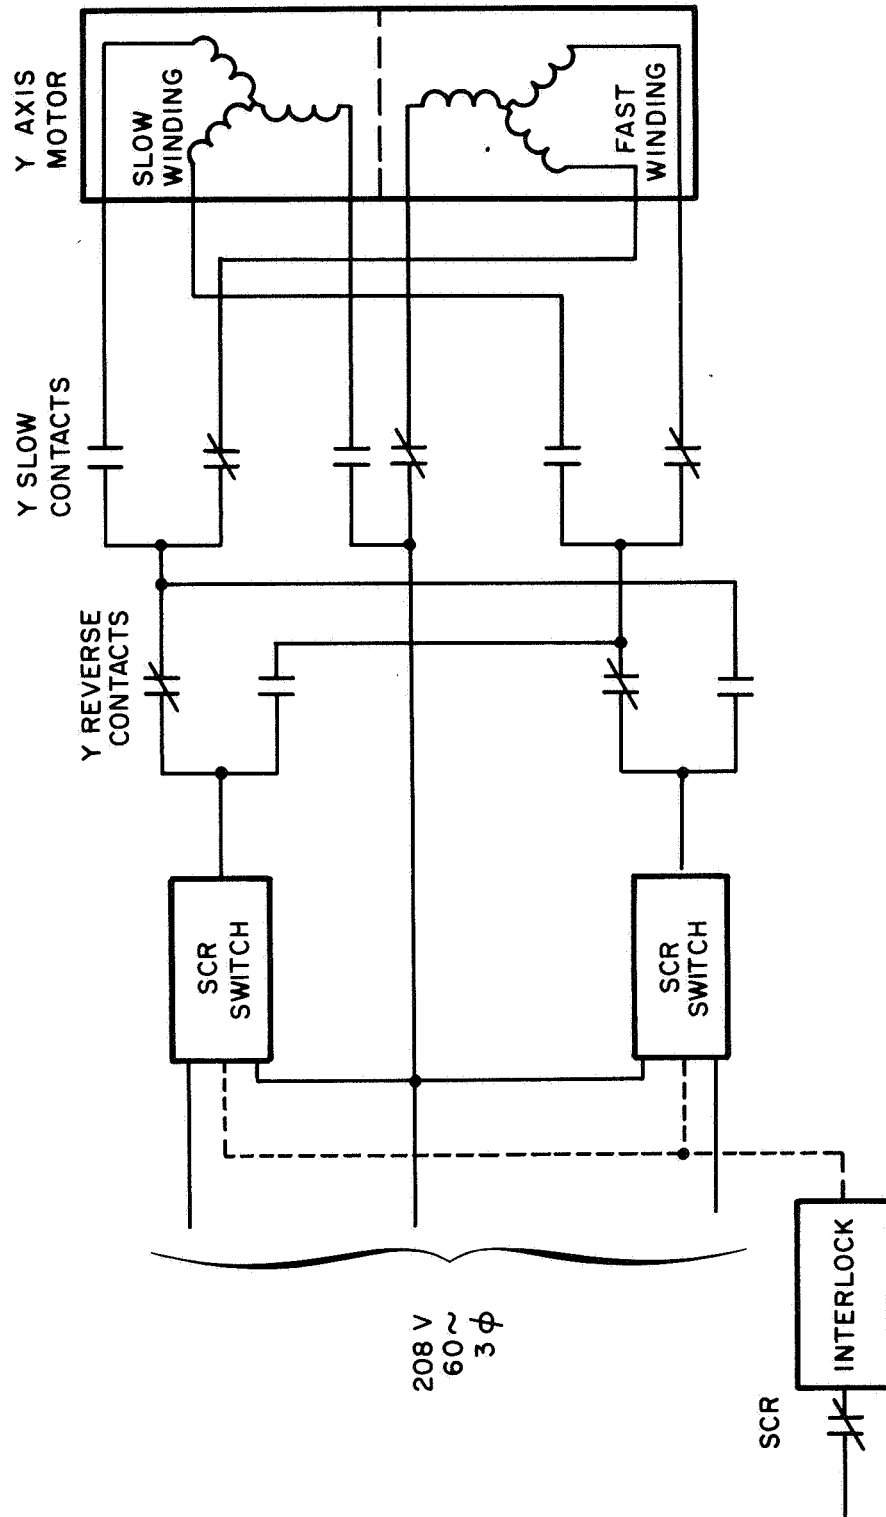 Y AXIS
MOTOR
SLOW
WINDING
FAST
WINDING
Y SLOW
CONTACTS
Y REVERSE
CONTACTS
SCR
SWITCH
SCR
SWITCH
208 V
60 ~
3 ϕ
SCR
INTERLOCK